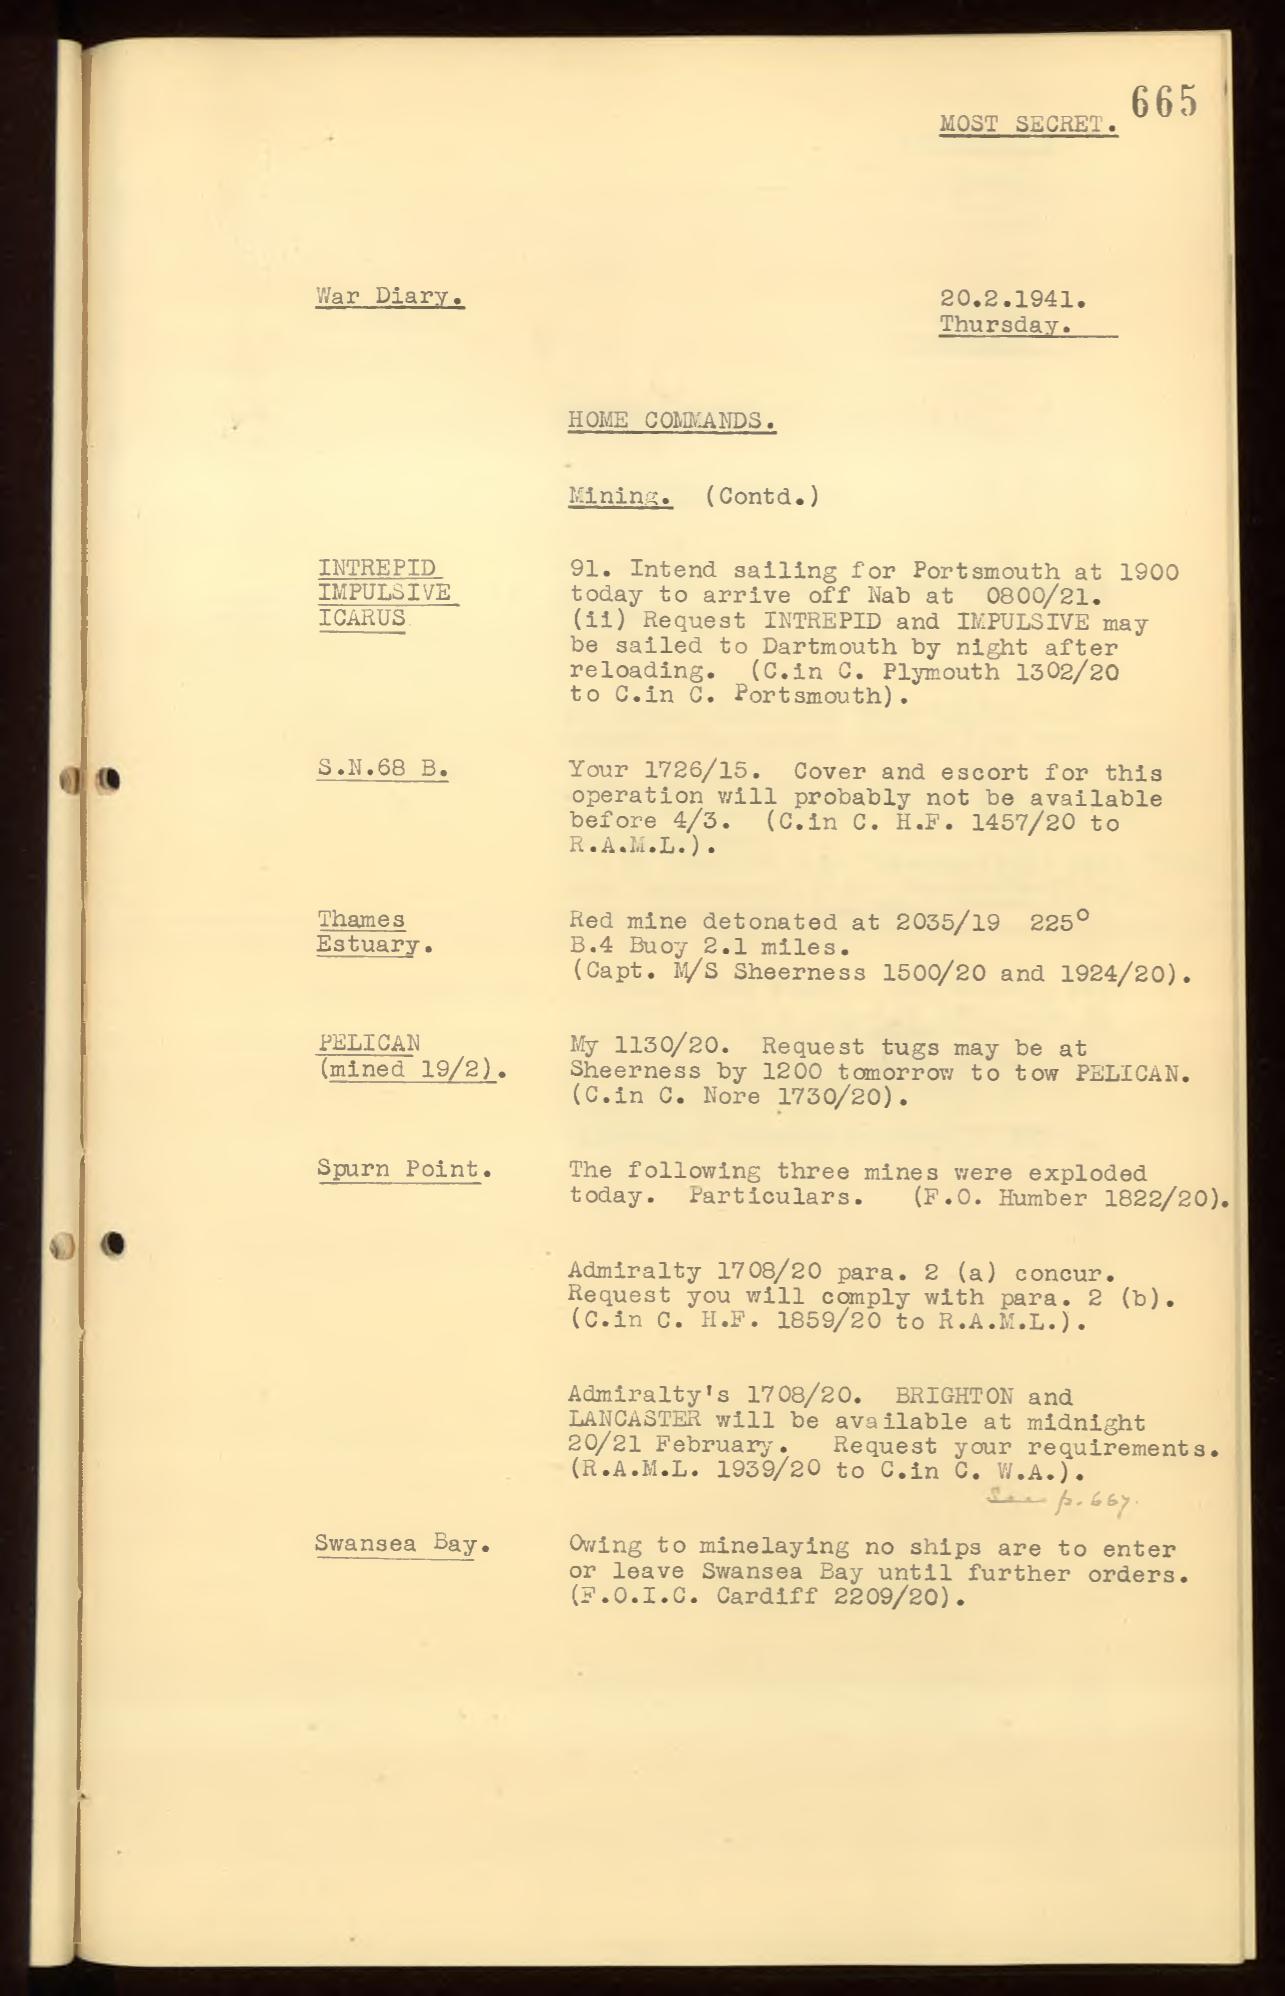 665
MOST SECRET.
War Diary.
20.2.1941.
Thursday.
HOME COMMANDS.
Mining. (Contd.)
INTREPID
IMPULSIVE
ICARUS
91. Intend sailing for Portsmouth at 1900
today to arrive off Nab at 0800/21.
(ii) Request INTREPID and IMPULSIVE may
be sailed to Dartmouth by night after
reloading. (C.in C. Plymouth 1302/20
to C.in C. Portsmouth).
S.N.68 B.
Your 1726/15. Cover and escort for this
operation will probably not be available
before 4/3. (C.in C. H.F. 1457/20 to
R.A.M.L.).
Thames
Estuary.
Red mine detonated at 2035/19 225°
B.4 Buoy 2.1 miles.
(Capt. M/S Sheerness 1500/20 and 1924/20).
PELICAN
(mined 19/2).
My 1130/20. Request tugs may be at
Sheerness by 1200 tomorrow to tow PELICAN.
(C.in C. Nore 1730/20).
Spurn Point.
The following three mines were exploded
today. Particulars. (F.O. Humber 1822/20).
Admiralty 1708/20 para. 2 (a) concur.
Request you will comply with para. 2 (b).
(C.in C. H.F. 1859/20 to R.A.M.L.).
Admiralty's 1708/20. BRIGHTON and
LANCASTER will be available at midnight
20/21 February. Request your requirements.
(R.A.M.L. 1939/20 to C.in C. W.A.).
See p. 667.
Swansea Bay.
Owing to minelaying no ships are to enter
or leave Swansea Bay until further orders.
(F.O.I.C. Cardiff 2209/20).